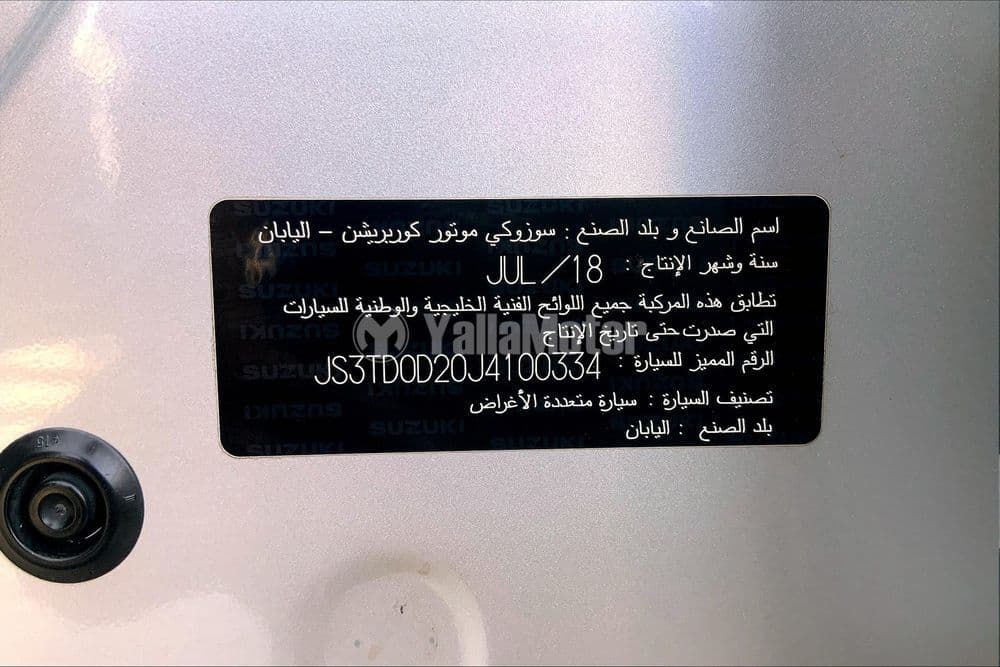 اسم الصانع و بلد الصنع : سوزوكي موتور كوربريشن – اليابان
سنة وشهر الإنتاج : JUL/18
تطابق هذه المركبة جميع اللوائح الفنية الخليجية والوطنية للسيارات
التي صدرت حتى تاريخ الإنتاج
الرقم المميز للسيارة : JS3TD0D20J4100334
تصنيف السيارة : سيارة متعددة الأغراض
بلد الصنع : اليابان
YallaMotor
SUZUKI